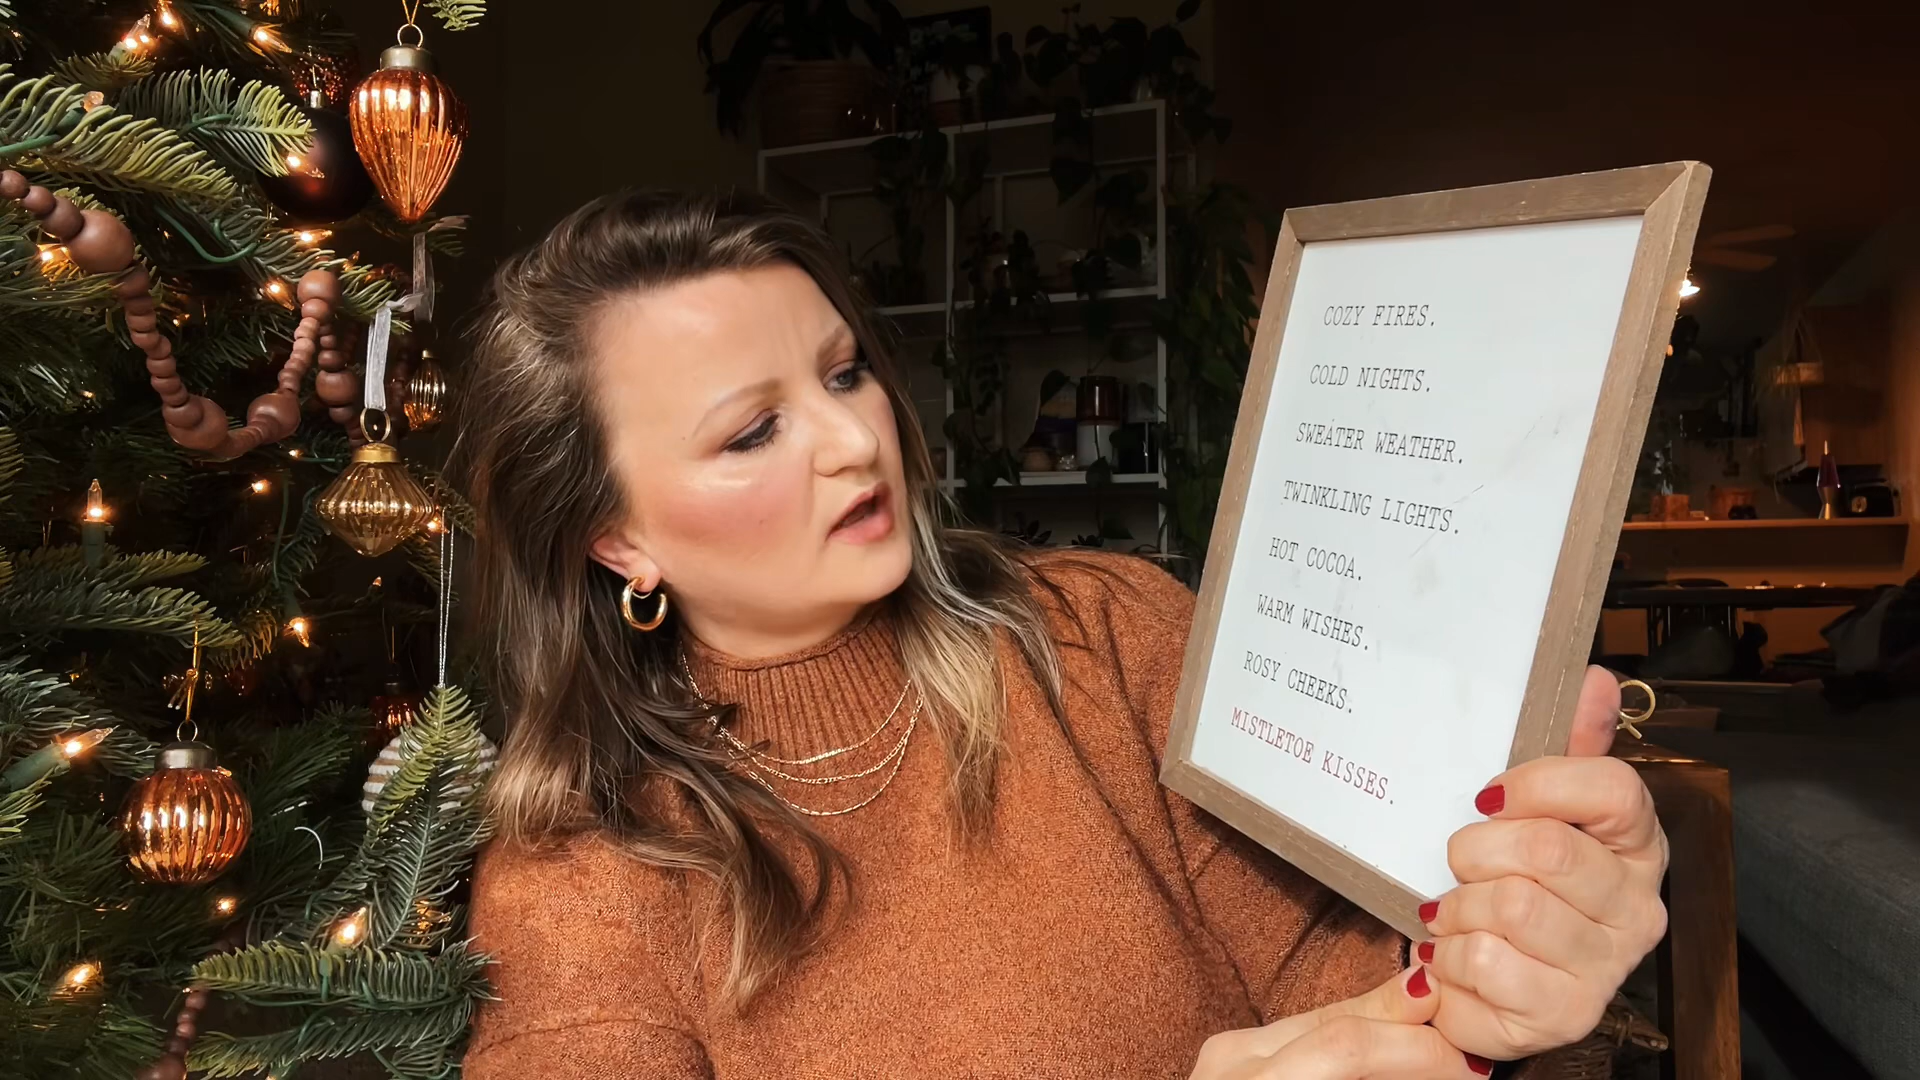 COZY FIRES.
COLD NIGHTS.
SWEATER WEATHER.
TWINKLING LIGHTS.
HOT COCOA.
WARM WISHES.
ROSY CHEEKS.
MISTLETOE KISSES.